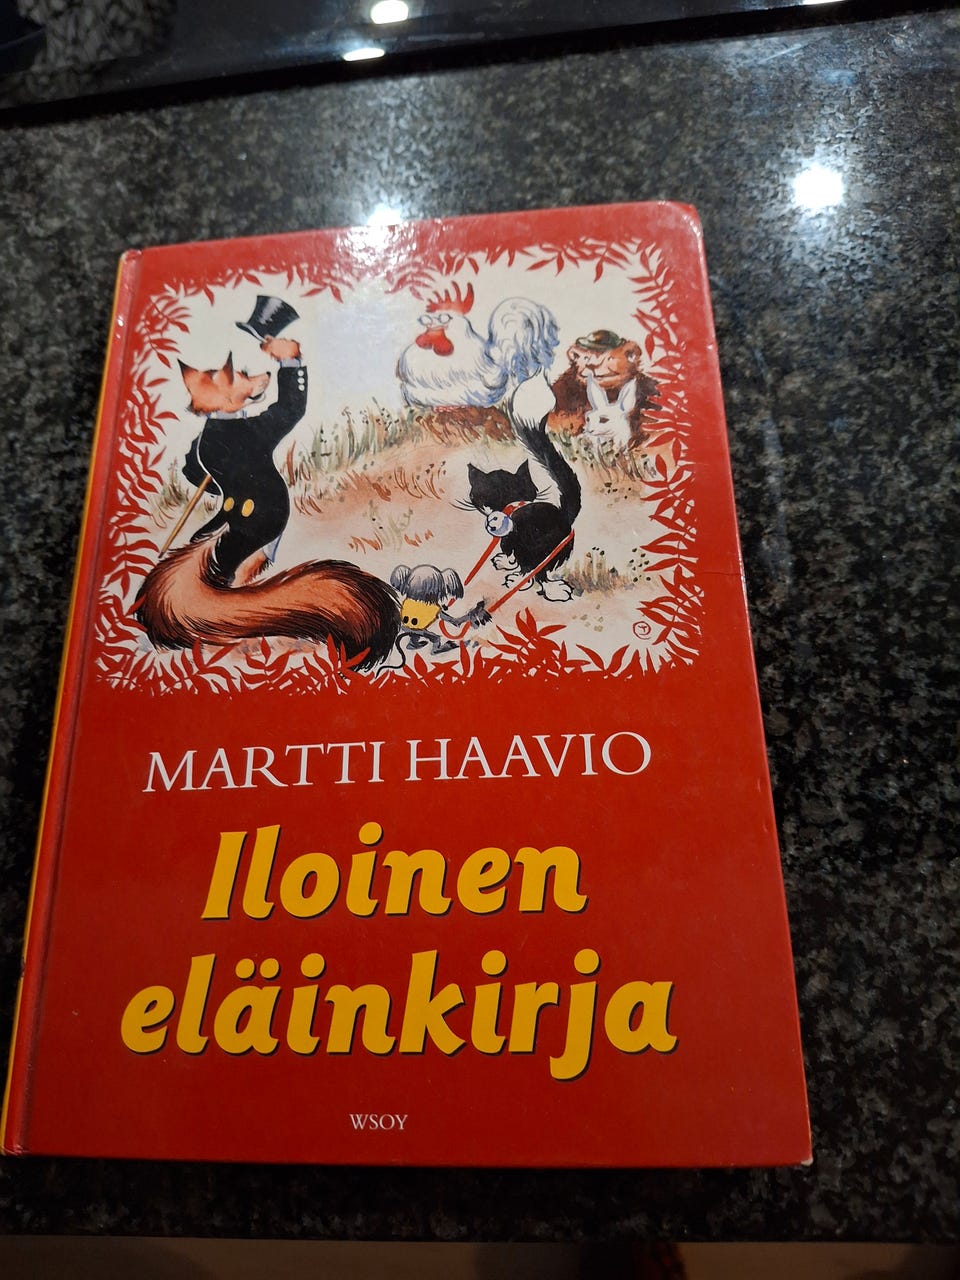 MARTTI HAAVIO
Iloinen
eläinkirja
WSOY